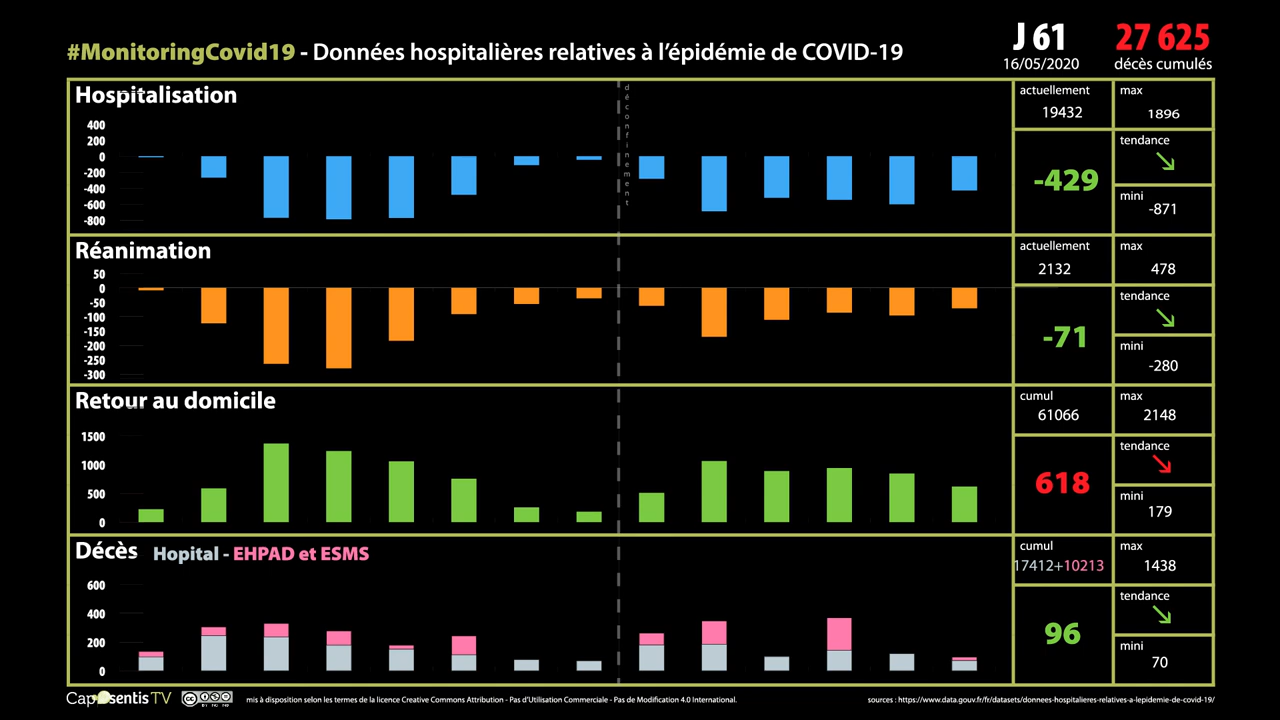 #MonitoringCovid19 - Données hospitalières relatives à l'épidémie de COVID-19
J 61
16/05/2020
27 625
décès cumulés
Hospitalisation
déconfinement
400
200
0
-200
-400
-600
-800
actuellement
19432
max
1896
-429
tendance
mini
-871
Réanimation
50
0
-50
-100
-150
-200
-250
-300
actuellement
2132
max
478
-71
tendance
mini
-280
Retour au domicile
1500
1000
500
0
cumul
61066
max
2148
618
tendance
mini
179
Décès Hopital - EHPAD et ESMS
600
400
200
0
cumul
17412+10213
max
1438
96
tendance
mini
70
mis à disposition selon les termes de la licence Creative Commons Attribution - Pas d'Utilisation Commerciale - Pas de Modification 4.0 International.
sources : https://www.data.gouv.fr/fr/datasets/donnees-hospitalieres-relatives-a-lepidemie-de-covid-19/